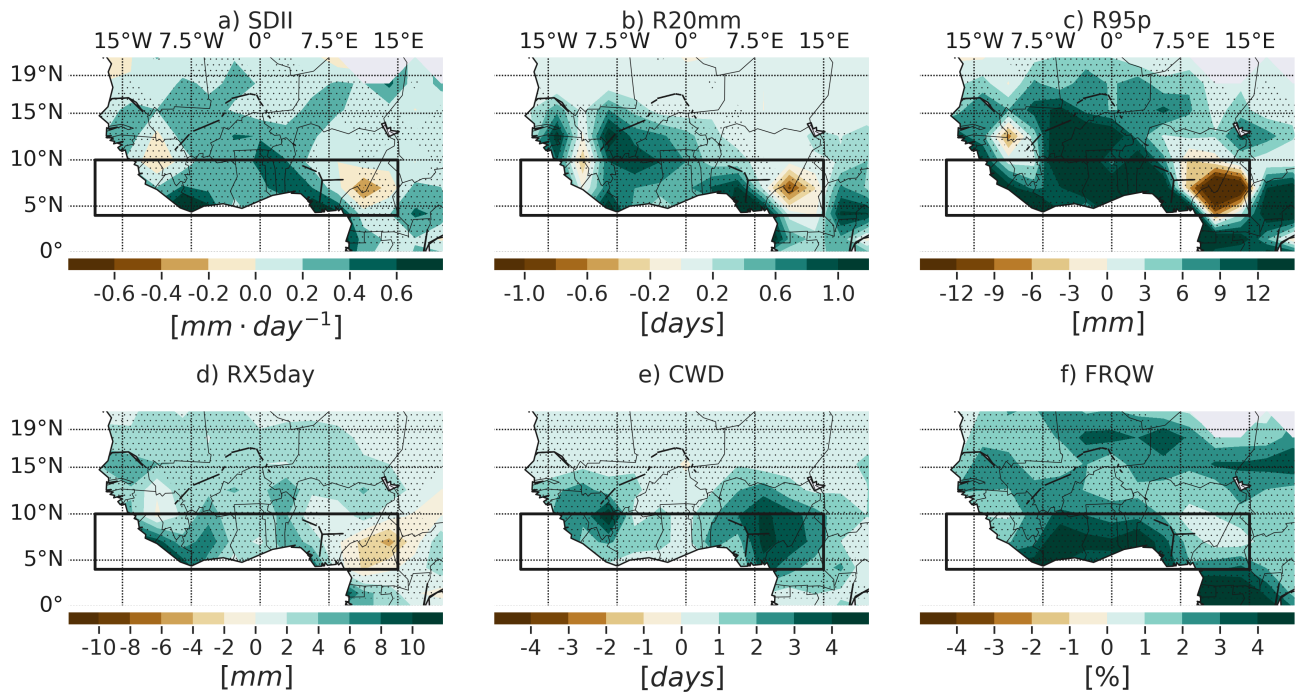 a) SDII b) R20mm c) R95p
15°W 7.5°W 0° 7.5°E 15°E 15°W 7.5°W 0° 7.5°E 15°E 15°W 7.5°W 0° 7.5°E 15°E
19°N
15°N
10°N
5°N
0°
-0.6 -0.4 -0.2 0.0 0.2 0.4 0.6 -1.0 -0.6 -0.2 0.2 0.6 1.0 -12 -9 -6 -3 0 3 6 9 12
[mm · day⁻¹] [days] [mm]
d) RX5day e) CWD f) FRQW
19°N
15°N
10°N
5°N
0°
-10 -8 -6 -4 -2 0 2 4 6 8 10 -4 -3 -2 -1 0 1 2 3 4 -4 -3 -2 -1 0 1 2 3 4
[mm] [days] [%]